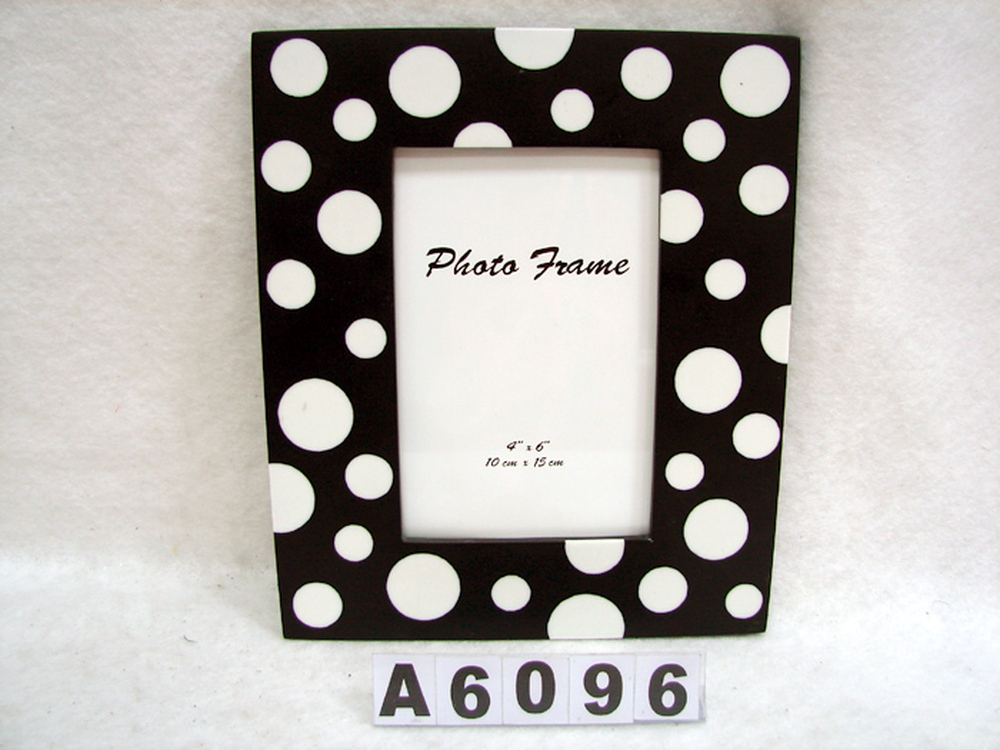 Photo Frame
4" x 6"
10 cm x 15 cm
A6096